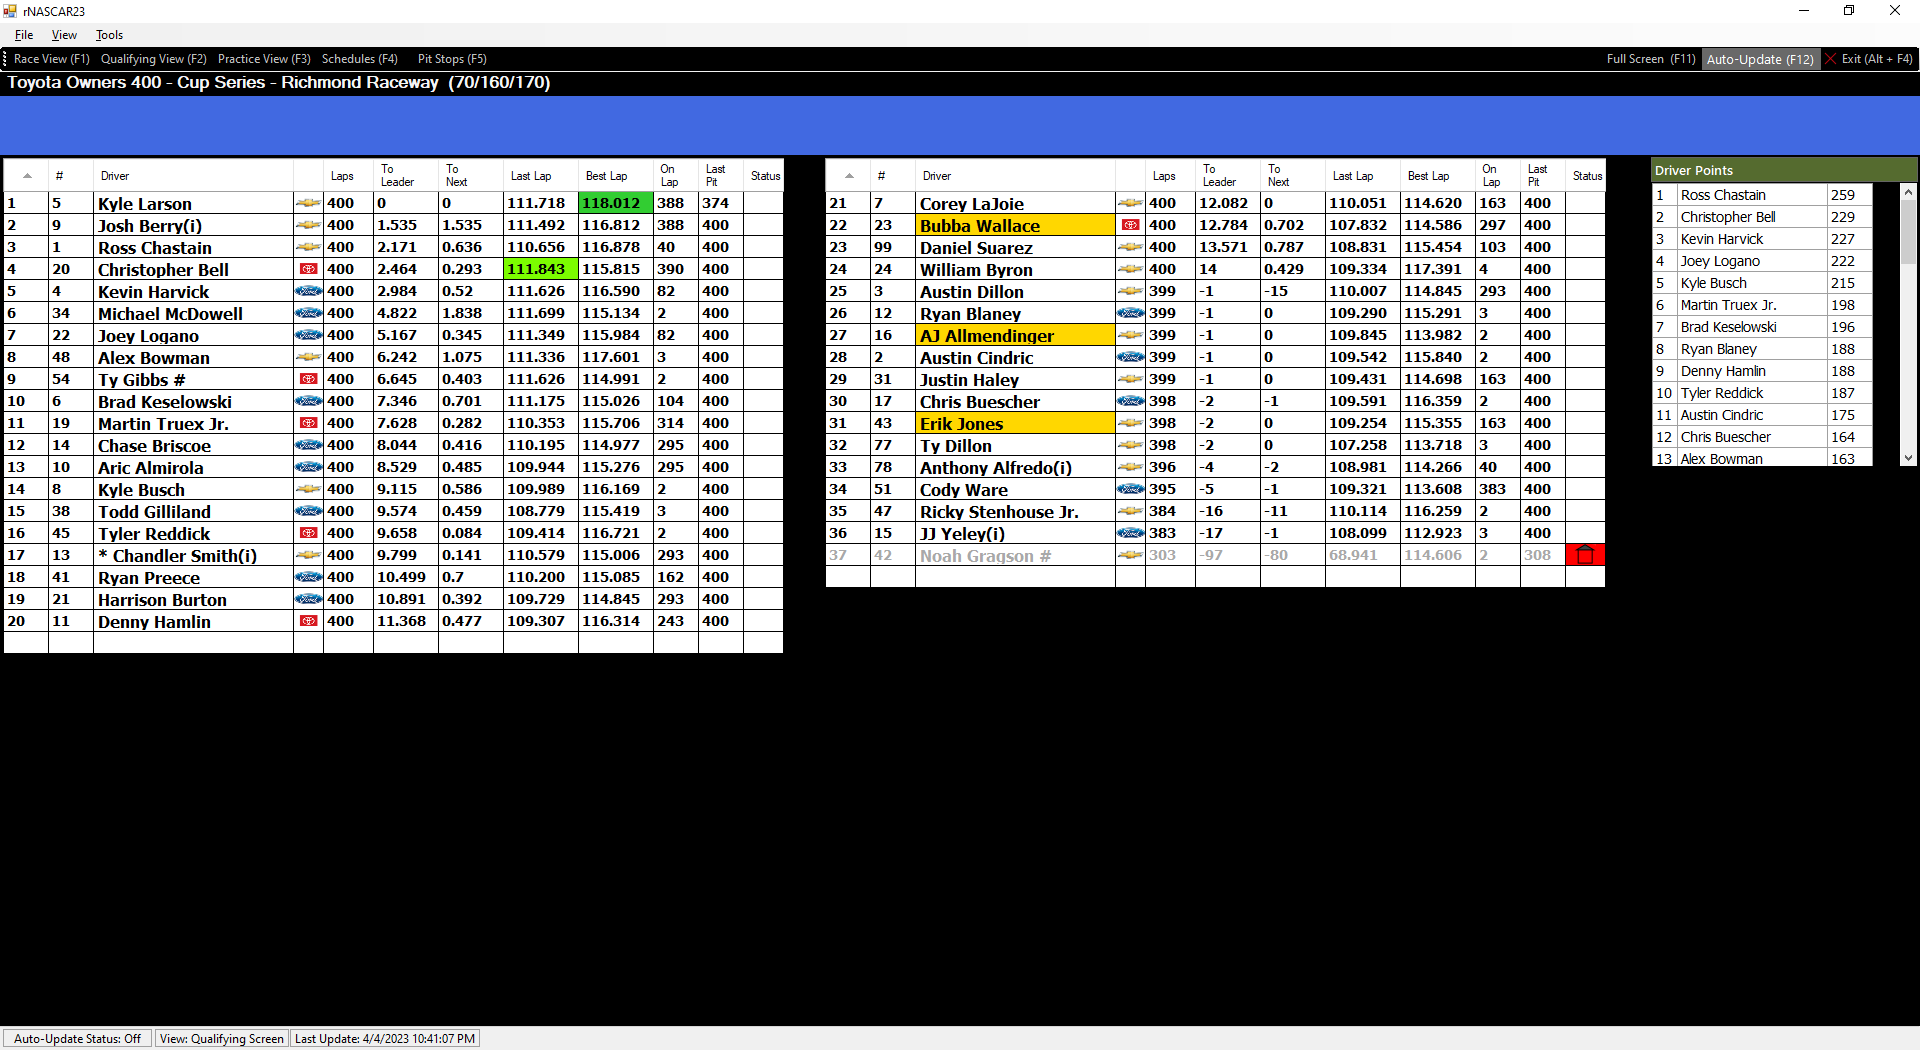 rNASCAR23
File View Tools
Race View (F1) Qualifying View (F2) Practice View (F3) Schedules (F4) Pit Stops (F5) Full Screen (F11) Auto-Update (F12) Exit (Alt + F4)
Toyota Owners 400 - Cup Series - Richmond Raceway (70/160/170)
# Driver Laps To Leader To Next Last Lap Best Lap On Lap Last Pit Status
1 5 Kyle Larson 400 0 0 111.718 118.012 388 374
2 9 Josh Berry(i) 400 1.535 1.535 111.492 116.812 388 400
3 1 Ross Chastain 400 2.171 0.636 110.656 116.878 40 400
4 20 Christopher Bell 400 2.464 0.293 111.843 115.815 390 400
5 4 Kevin Harvick Ford 400 2.984 0.52 111.626 116.590 82 400
6 34 Michael McDowell Ford 400 4.822 1.838 111.699 115.134 2 400
7 22 Joey Logano Ford 400 5.167 0.345 111.349 115.984 82 400
8 48 Alex Bowman 400 6.242 1.075 111.336 117.601 3 400
9 54 Ty Gibbs # 400 6.645 0.403 111.626 114.991 2 400
10 6 Brad Keselowski Ford 400 7.346 0.701 111.175 115.026 104 400
11 19 Martin Truex Jr. 400 7.628 0.282 110.353 115.706 314 400
12 14 Chase Briscoe Ford 400 8.044 0.416 110.195 114.977 295 400
13 10 Aric Almirola Ford 400 8.529 0.485 109.944 115.276 295 400
14 8 Kyle Busch 400 9.115 0.586 109.989 116.169 2 400
15 38 Todd Gilliland Ford 400 9.574 0.459 108.779 115.419 3 400
16 45 Tyler Reddick 400 9.658 0.084 109.414 116.721 2 400
17 13 * Chandler Smith(i) 400 9.799 0.141 110.579 115.006 293 400
18 41 Ryan Preece Ford 400 10.499 0.7 110.200 115.085 162 400
19 21 Harrison Burton Ford 400 10.891 0.392 109.729 114.845 293 400
20 11 Denny Hamlin 400 11.368 0.477 109.307 116.314 243 400
# Driver Laps To Leader To Next Last Lap Best Lap On Lap Last Pit Status
21 7 Corey LaJoie 400 12.082 0 110.051 114.620 163 400
22 23 Bubba Wallace 400 12.784 0.702 107.832 114.586 297 400
23 99 Daniel Suarez 400 13.571 0.787 108.831 115.454 103 400
24 24 William Byron 400 14 0.429 109.334 117.391 4 400
25 3 Austin Dillon 399 -1 -15 110.007 114.845 293 400
26 12 Ryan Blaney Ford 399 -1 0 109.290 115.291 3 400
27 16 AJ Allmendinger 399 -1 0 109.845 113.982 2 400
28 2 Austin Cindric Ford 399 -1 0 109.542 115.840 2 400
29 31 Justin Haley 399 -1 0 109.431 114.698 163 400
30 17 Chris Buescher Ford 398 -2 -1 109.591 116.359 2 400
31 43 Erik Jones 398 -2 0 109.254 115.355 163 400
32 77 Ty Dillon 398 -2 0 107.258 113.718 3 400
33 78 Anthony Alfredo(i) 396 -4 -2 108.981 114.266 40 400
34 51 Cody Ware Ford 395 -5 -1 109.321 113.608 383 400
35 47 Ricky Stenhouse Jr. 384 -16 -11 110.114 116.259 2 400
36 15 JJ Yeley(i) Ford 383 -17 -1 108.099 112.923 3 400
37 42 Noah Gragson # 303 -97 -80 68.941 114.606 2 308
Driver Points
1 Ross Chastain 259
2 Christopher Bell 229
3 Kevin Harvick 227
4 Joey Logano 222
5 Kyle Busch 215
6 Martin Truex Jr. 198
7 Brad Keselowski 196
8 Ryan Blaney 188
9 Denny Hamlin 188
10 Tyler Reddick 187
11 Austin Cindric 175
12 Chris Buescher 164
13 Alex Bowman 163
Auto-Update Status: Off View: Qualifying Screen Last Update: 4/4/2023 10:41:07 PM